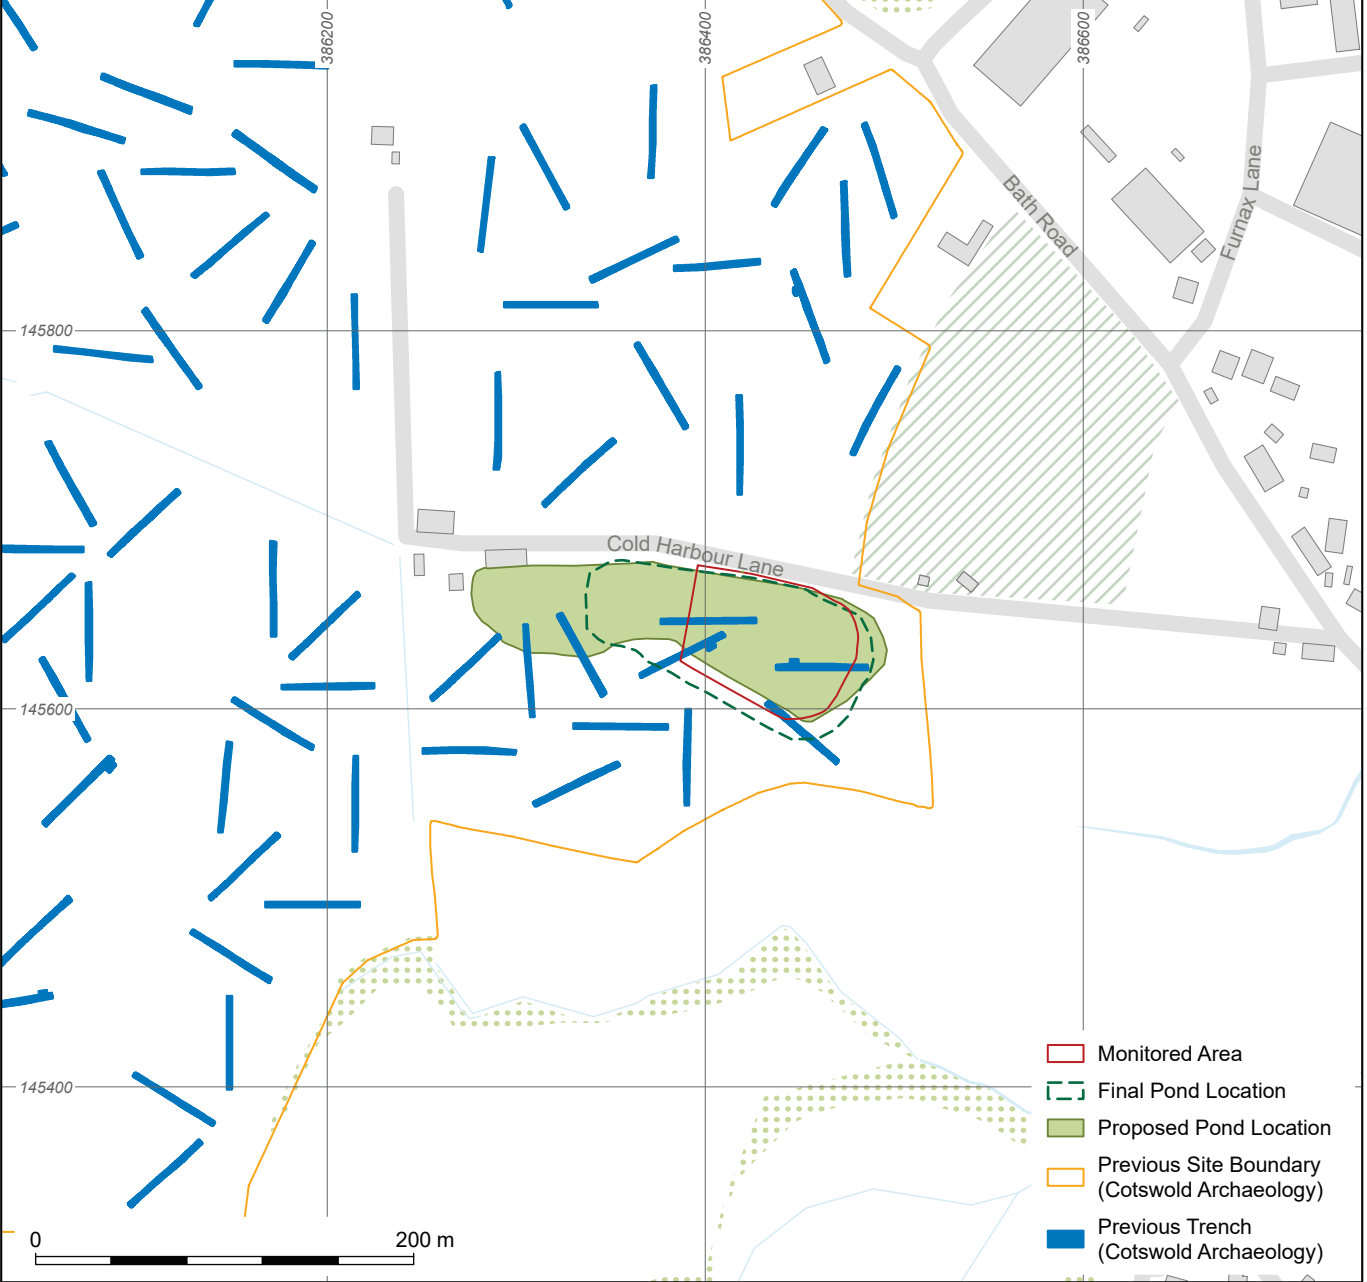 386200
386400
386600
Bath Road
Furnax Lane
145800
Cold Harbour Lane
145600
145400
Monitored Area
Final Pond Location
Proposed Pond Location
Previous Site Boundary
(Cotswold Archaeology)
Previous Trench
(Cotswold Archaeology)
0
200 m